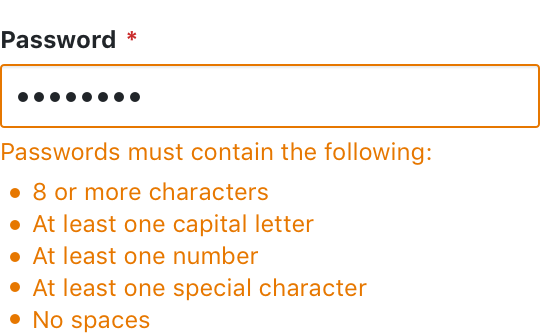 Password *
••••••••
Passwords must contain the following:
• 8 or more characters
• At least one capital letter
• At least one number
• At least one special character
• No spaces